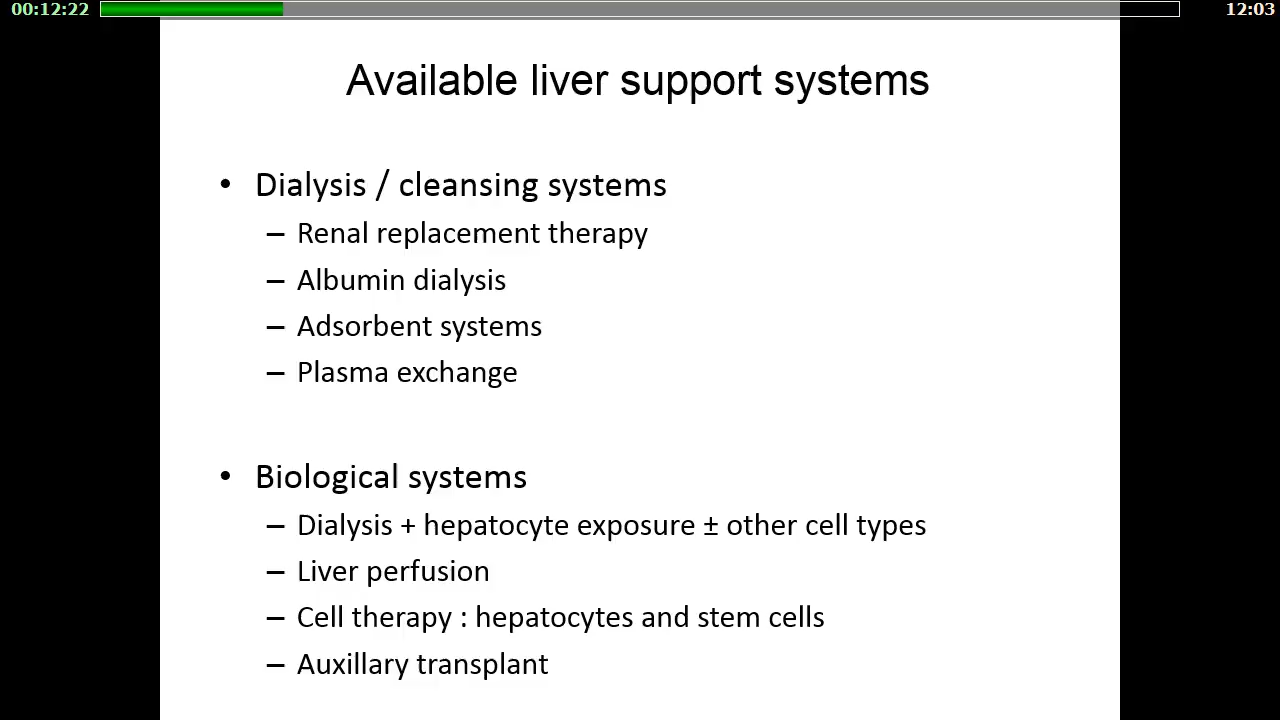 00:12:22
12:03
Available liver support systems
• Dialysis / cleansing systems
– Renal replacement therapy
– Albumin dialysis
– Adsorbent systems
– Plasma exchange
• Biological systems
– Dialysis + hepatocyte exposure ± other cell types
– Liver perfusion
– Cell therapy : hepatocytes and stem cells
– Auxillary transplant